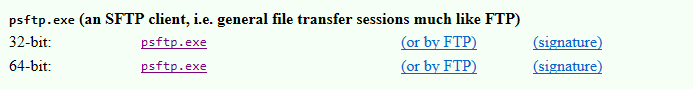 psftp.exe (an SFTP client, i.e. general file transfer sessions much like FTP)
32-bit: psftp.exe (or by FTP) (signature)
64-bit: psftp.exe (or by FTP) (signature)